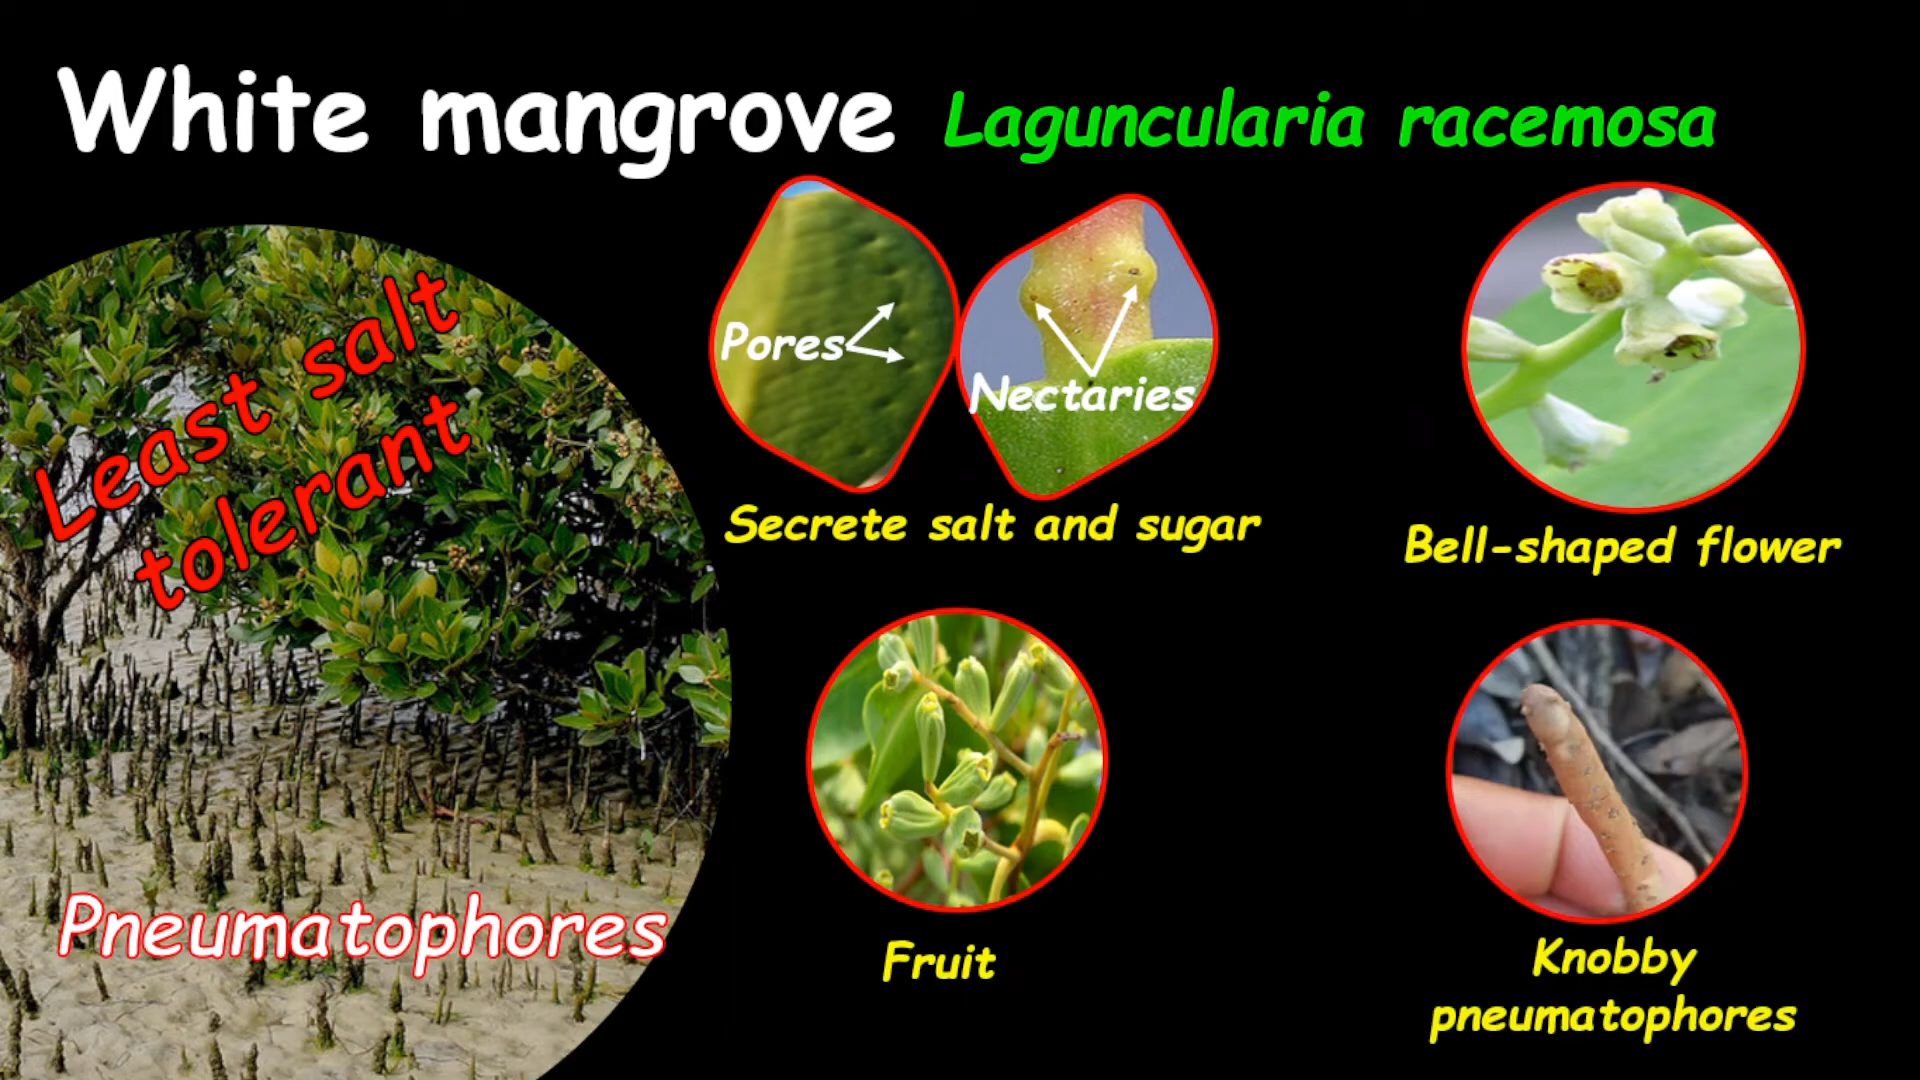 White mangrove Laguncularia racemosa
Least salt
tolerant
Pores
Nectaries
Secrete salt and sugar
Bell-shaped flower
Pneumatophores
Fruit
Knobby
pneumatophores